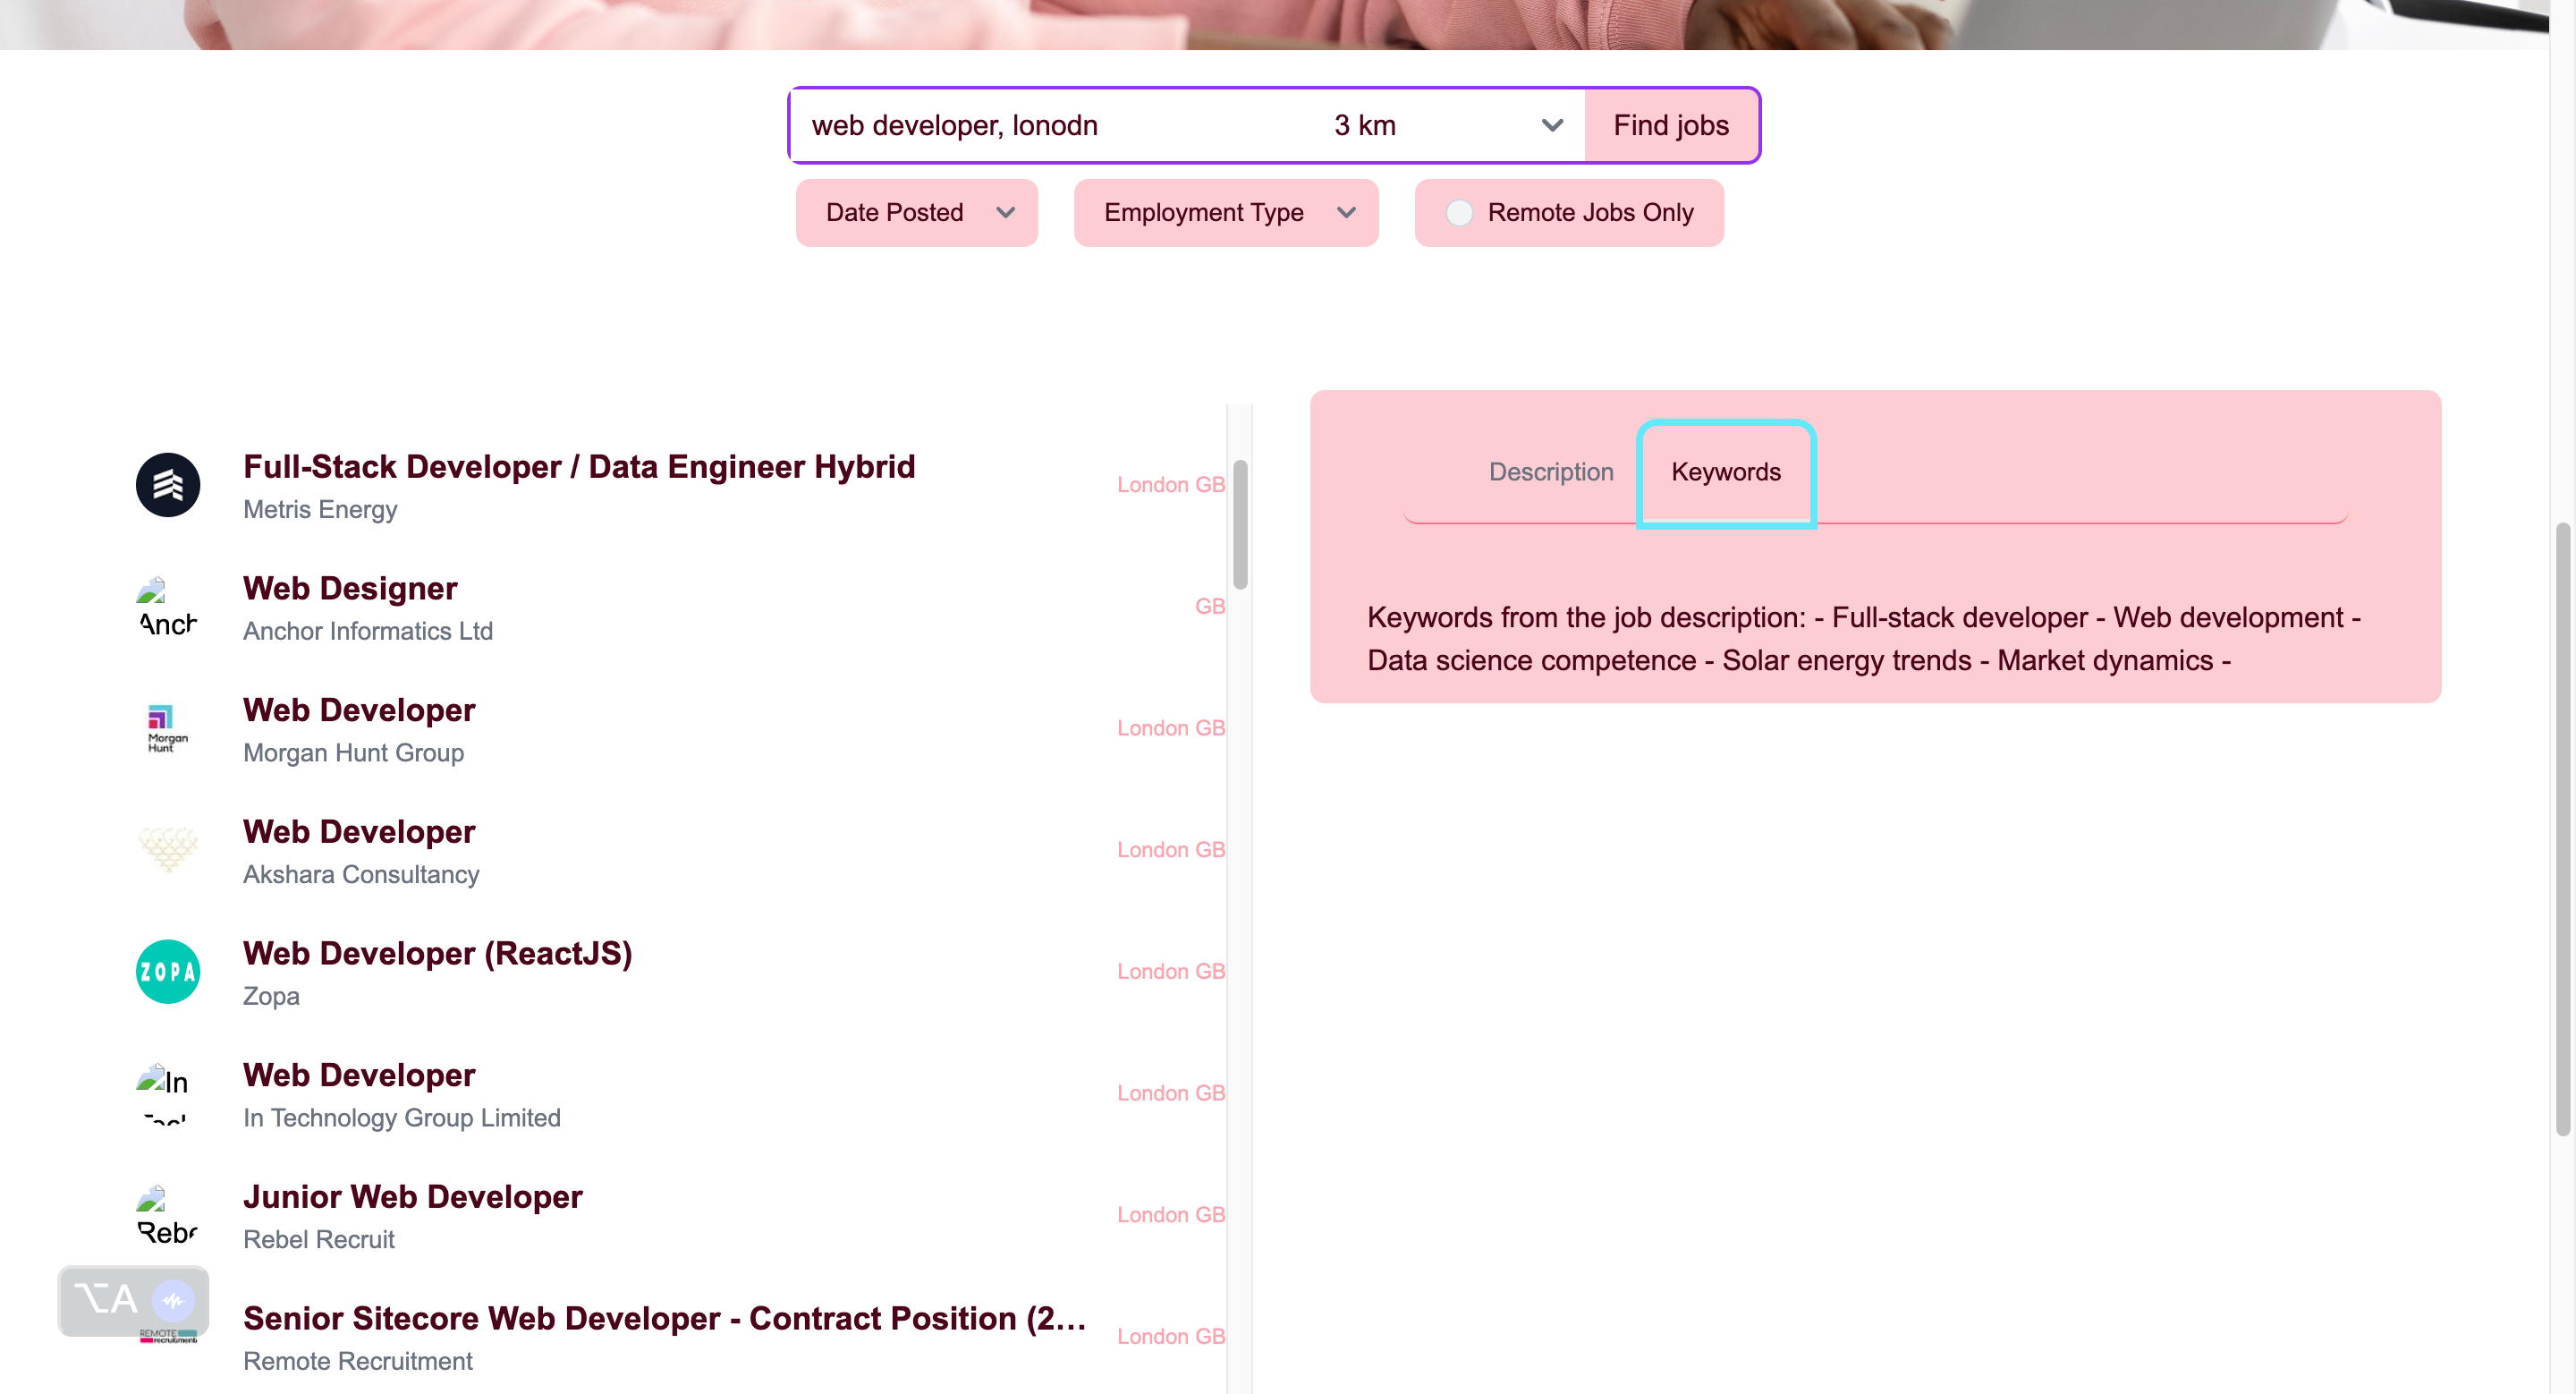 web developer, lonodn 3 km Find jobs
Date Posted Employment Type Remote Jobs Only
Full-Stack Developer / Data Engineer Hybrid
Metris Energy
London GB
Web Designer
Anchor Informatics Ltd
GB
Anch
Web Developer
Morgan Hunt Group
London GB
Morgan
Hunt
Web Developer
Akshara Consultancy
London GB
Web Developer (ReactJS)
Zopa
London GB
ZOPA
Web Developer
In Technology Group Limited
London GB
In
Junior Web Developer
Rebel Recruit
London GB
Rebe
Senior Sitecore Web Developer - Contract Position (2...
Remote Recruitment
London GB
⌥A
REMOTE
recruitment
Description Keywords
Keywords from the job description: - Full-stack developer - Web development -
Data science competence - Solar energy trends - Market dynamics -